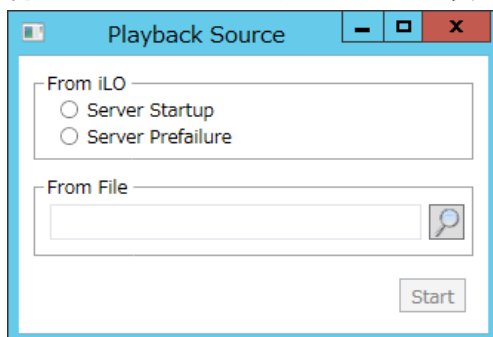 Playback Source
From iLO
Server Startup
Server Prefailure
From File
Start